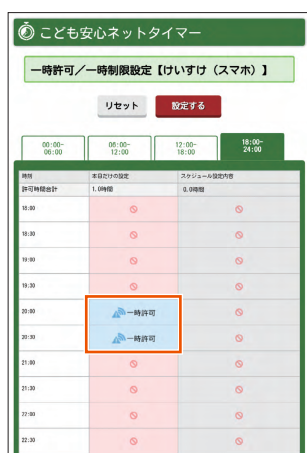 こども安心ネットタイマー
一時許可／一時制限設定【けいすけ（スマホ）】
リセット 設定する
00:00-
06:00
06:00-
12:00
12:00-
18:00
18:00-
24:00
時刻 本日だけの設定 スケジュール設定内容
許可時間合計 1.0時間 0.0時間
18:00
18:30
19:00
19:30
20:00 一時許可
20:30 一時許可
21:00
21:30
22:00
22:30